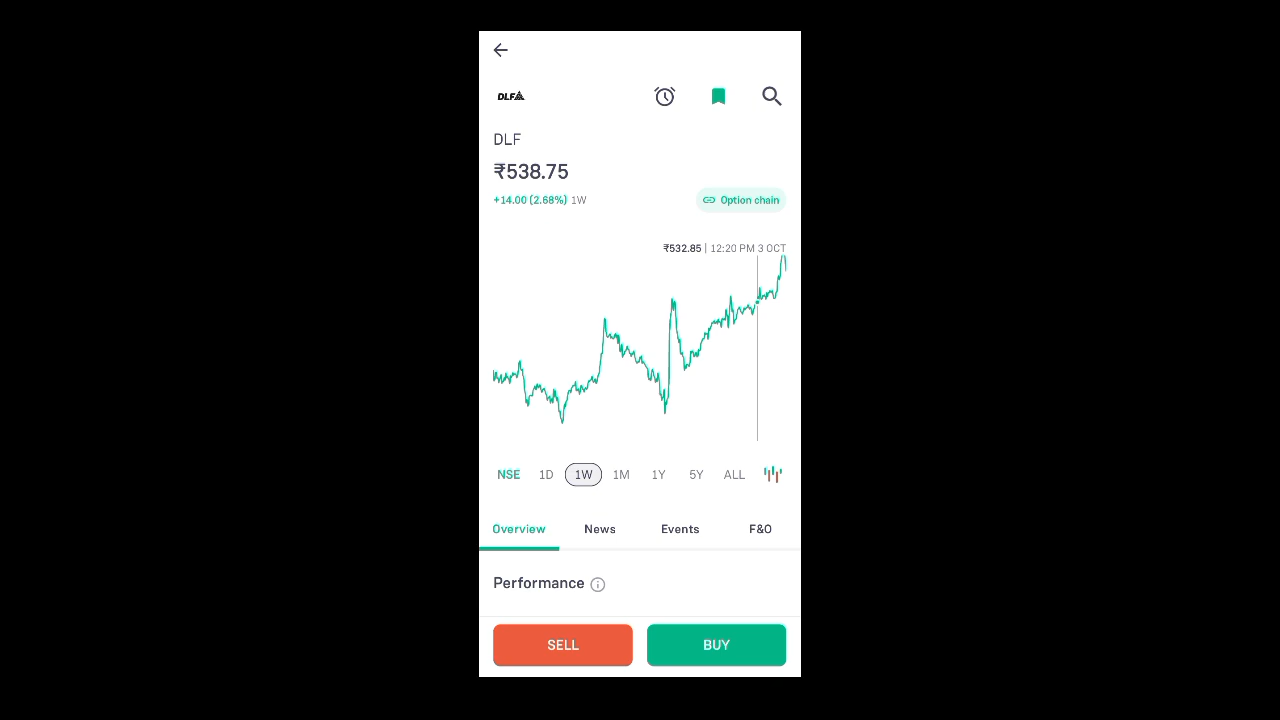 DLF
DLF
₹538.75
+14.00 (2.68%) 1W
Option chain
₹532.85 | 12:20 PM 3 OCT
NSE 1D 1W 1M 1Y 5Y ALL
Overview News Events F&O
Performance
SELL BUY